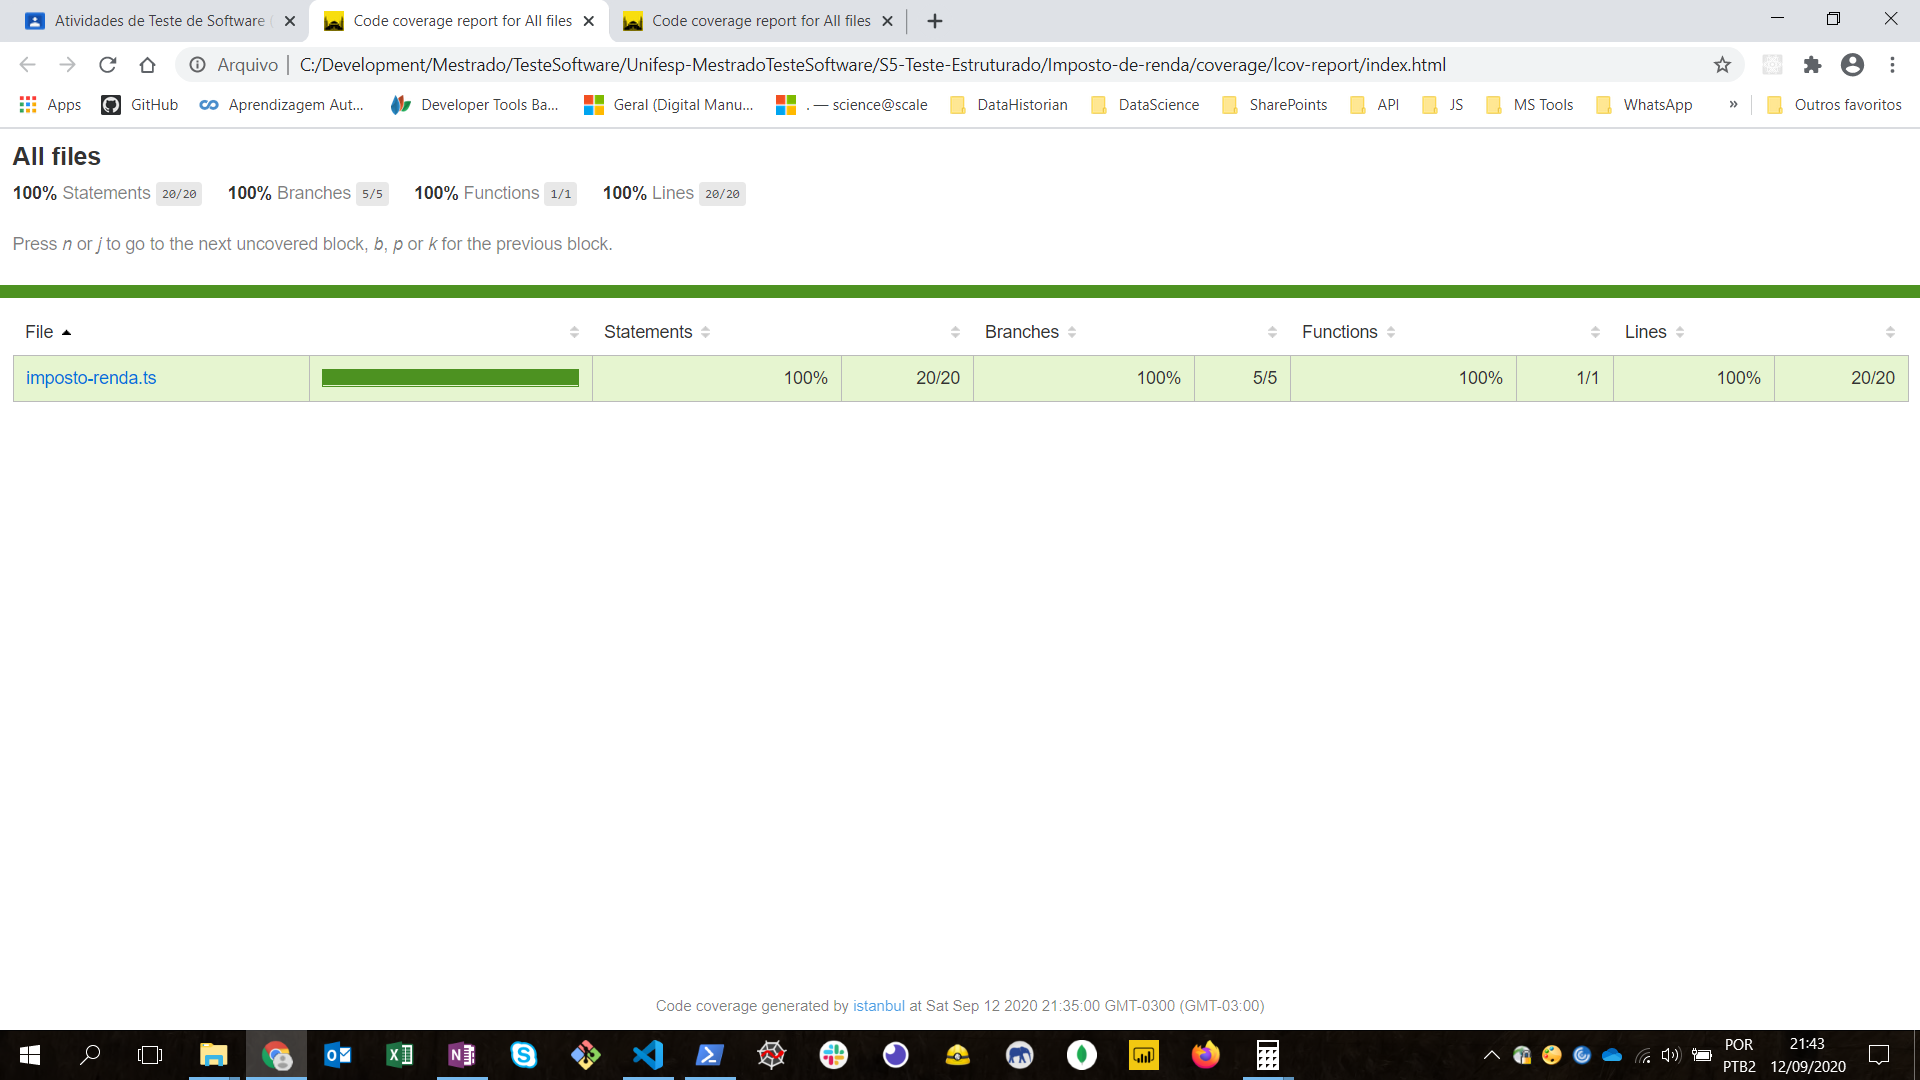 Atividades de Teste de Software
Code coverage report for All files
Code coverage report for All files
Arquivo | C:/Development/Mestrado/TesteSoftware/Unifesp-MestradoTesteSoftware/S5-Teste-Estruturado/Imposto-de-renda/coverage/lcov-report/index.html
Apps GitHub Aprendizagem Aut... Developer Tools Ba... Geral (Digital Manu... . — science@scale DataHistorian DataScience SharePoints API JS MS Tools WhatsApp » Outros favoritos
All files
100% Statements 20/20 100% Branches 5/5 100% Functions 1/1 100% Lines 20/20
Press n or j to go to the next uncovered block, b, p or k for the previous block.
File Statements Branches Functions Lines
imposto-renda.ts 100% 20/20 100% 5/5 100% 1/1 100% 20/20
Code coverage generated by istanbul at Sat Sep 12 2020 21:35:00 GMT-0300 (GMT-03:00)
POR 21:43
PTB2 12/09/2020